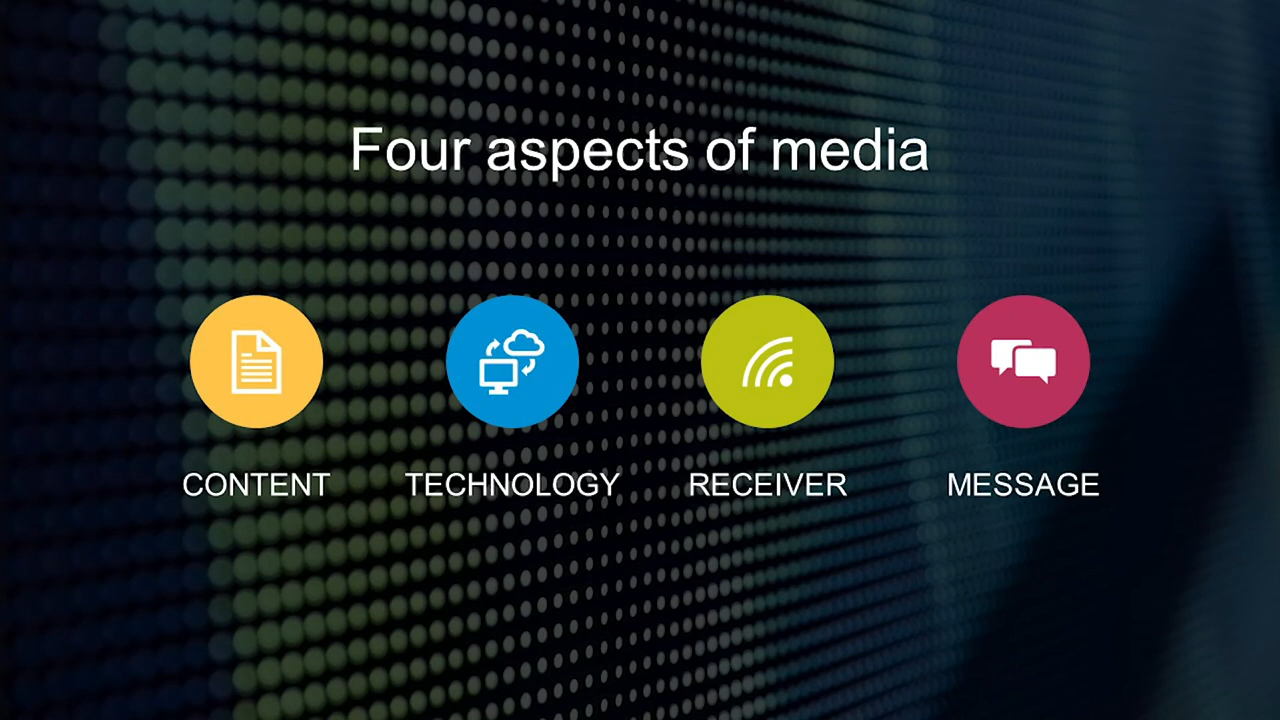 Four aspects of media
CONTENT
TECHNOLOGY
RECEIVER
MESSAGE